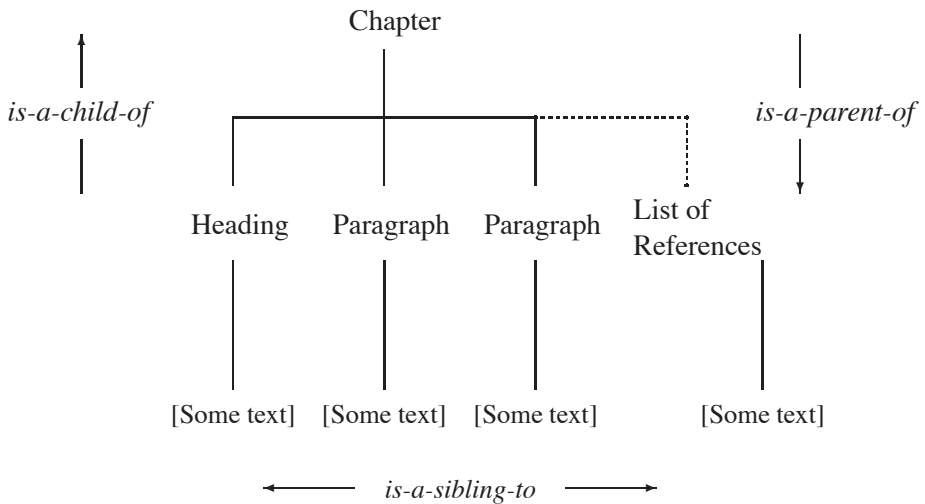 Chapter
is-a-child-of
is-a-parent-of
Heading
Paragraph
Paragraph
List of
References
[Some text]
[Some text]
[Some text]
[Some text]
is-a-sibling-to